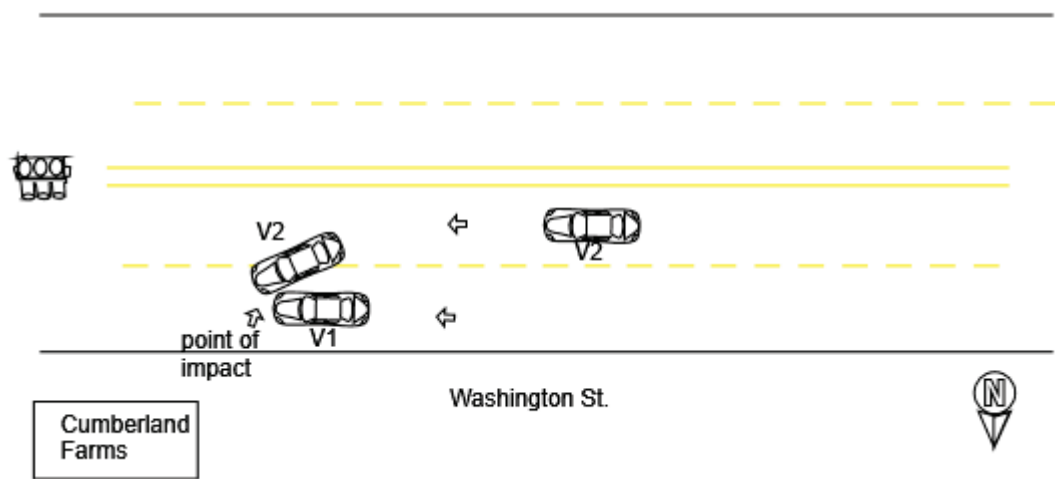 V2
V2
point of
impact
V1
Washington St.
N
Cumberland
Farms